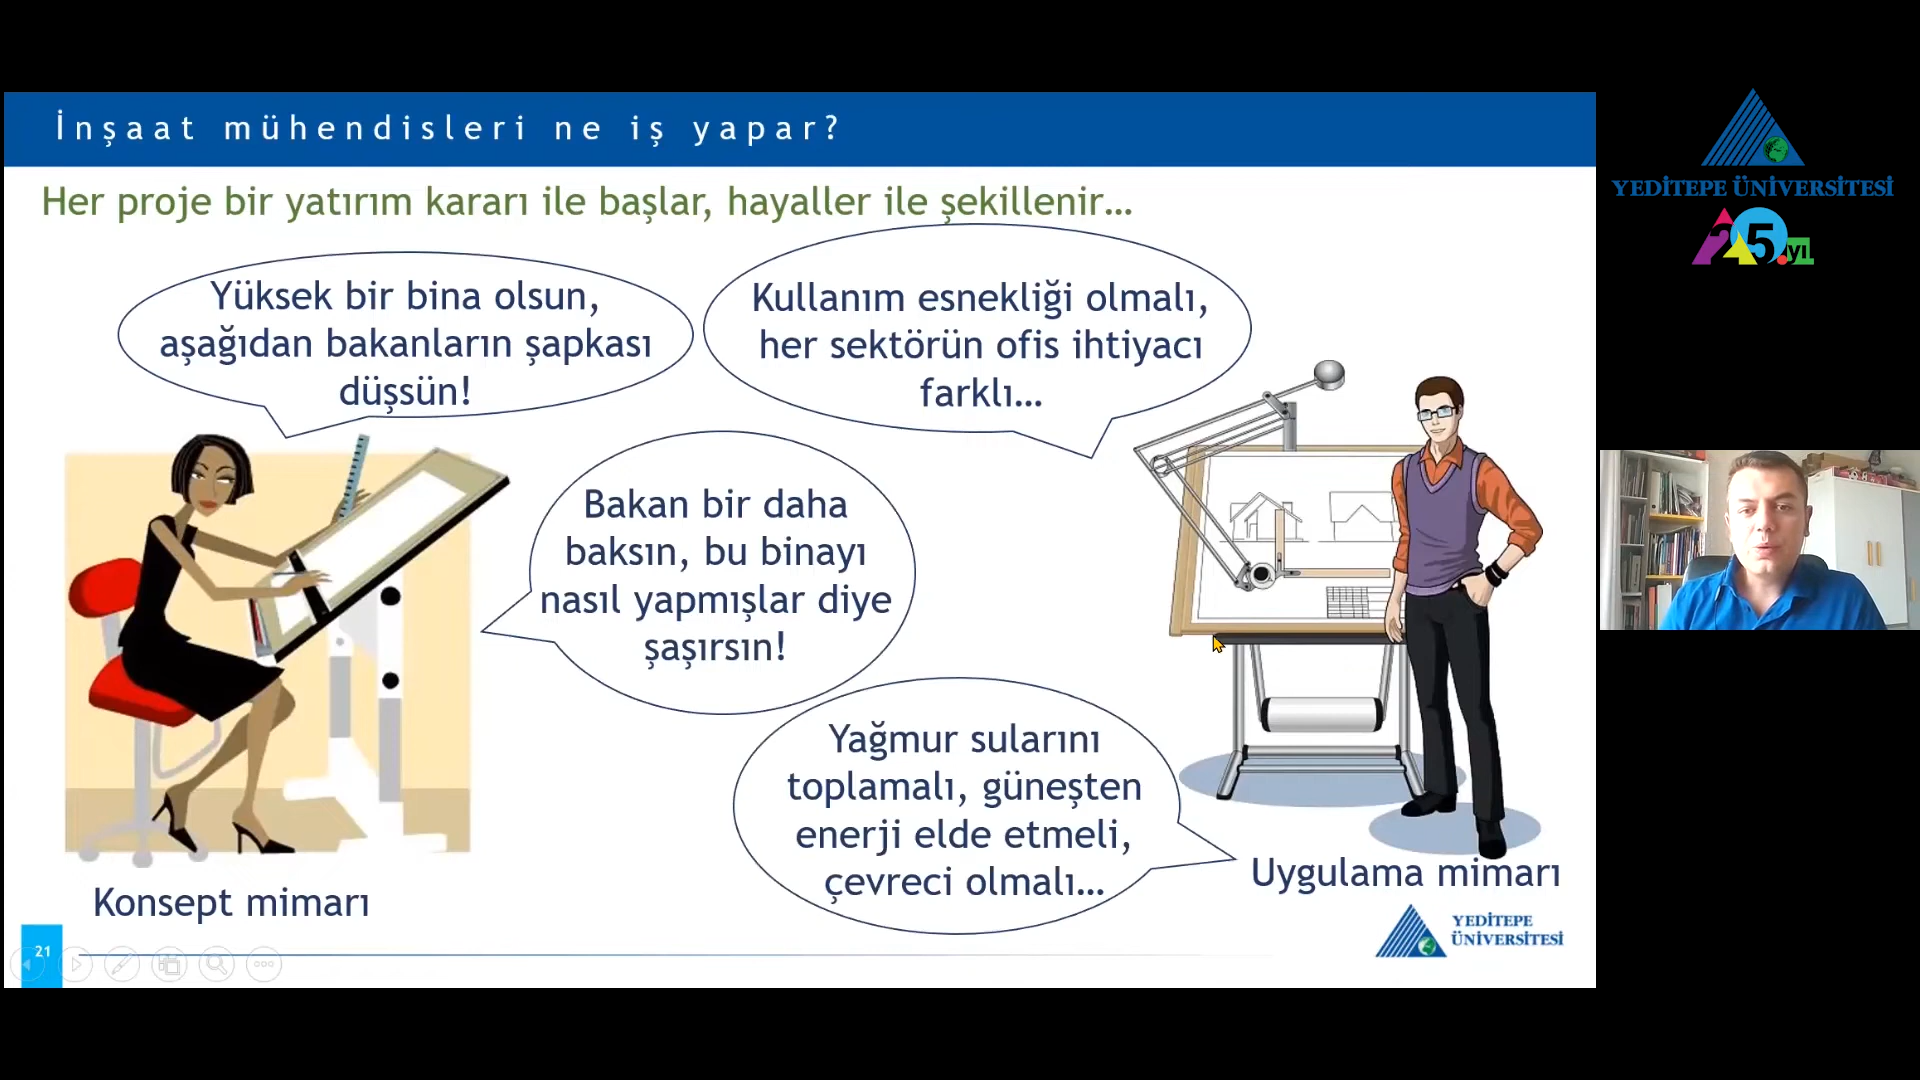 İnşaat mühendisleri ne iş yapar?
Her proje bir yatırım kararı ile başlar, hayaller ile şekillenir…
Yüksek bir bina olsun,
aşağıdan bakanların şapkası
düşsün!
Kullanım esnekliği olmalı,
her sektörün ofis ihtiyacı
farklı…
Bakan bir daha
baksın, bu binayı
nasıl yapmışlar diye
şaşırsın!
Yağmur sularını
toplamalı, güneşten
enerji elde etmeli,
çevreci olmalı…
Konsept mimarı
Uygulama mimarı
21
YEDİTEPE
ÜNİVERSİTESİ
YEDİTEPE ÜNİVERSİTESİ
25.yıl